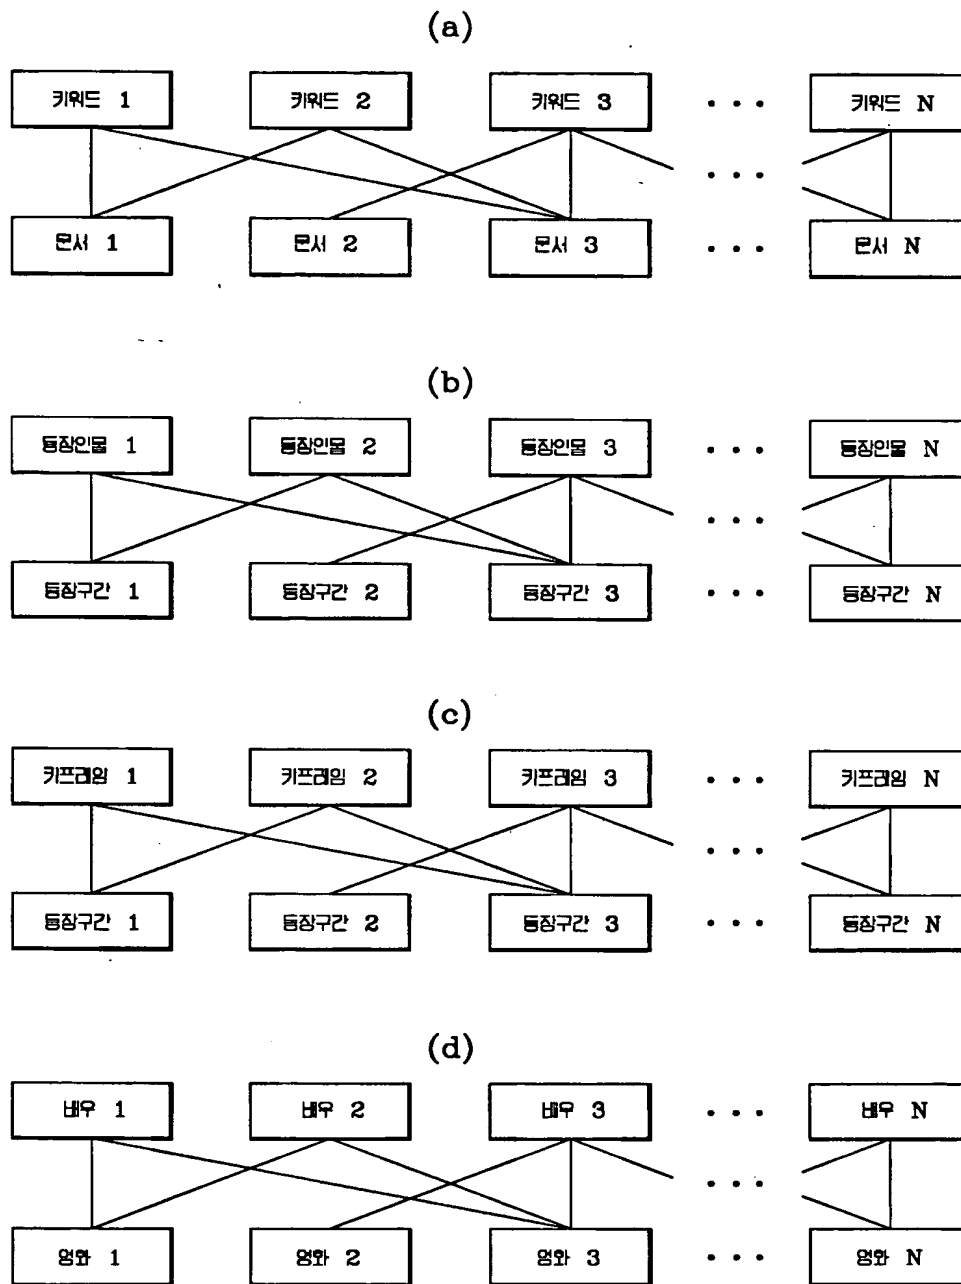 (a)
키워드 1 키워드 2 키워드 3 • • • 키워드 N
• • •
문서 1 문서 2 문서 3 • • • 문서 N
(b)
등장인물 1 등장인물 2 등장인물 3 • • • 등장인물 N
• • •
등장구간 1 등장구간 2 등장구간 3 • • • 등장구간 N
(c)
키프레임 1 키프레임 2 키프레임 3 • • • 키프레임 N
• • •
등장구간 1 등장구간 2 등장구간 3 • • • 등장구간 N
(d)
배우 1 배우 2 배우 3 • • • 배우 N
• • •
영화 1 영화 2 영화 3 • • • 영화 N